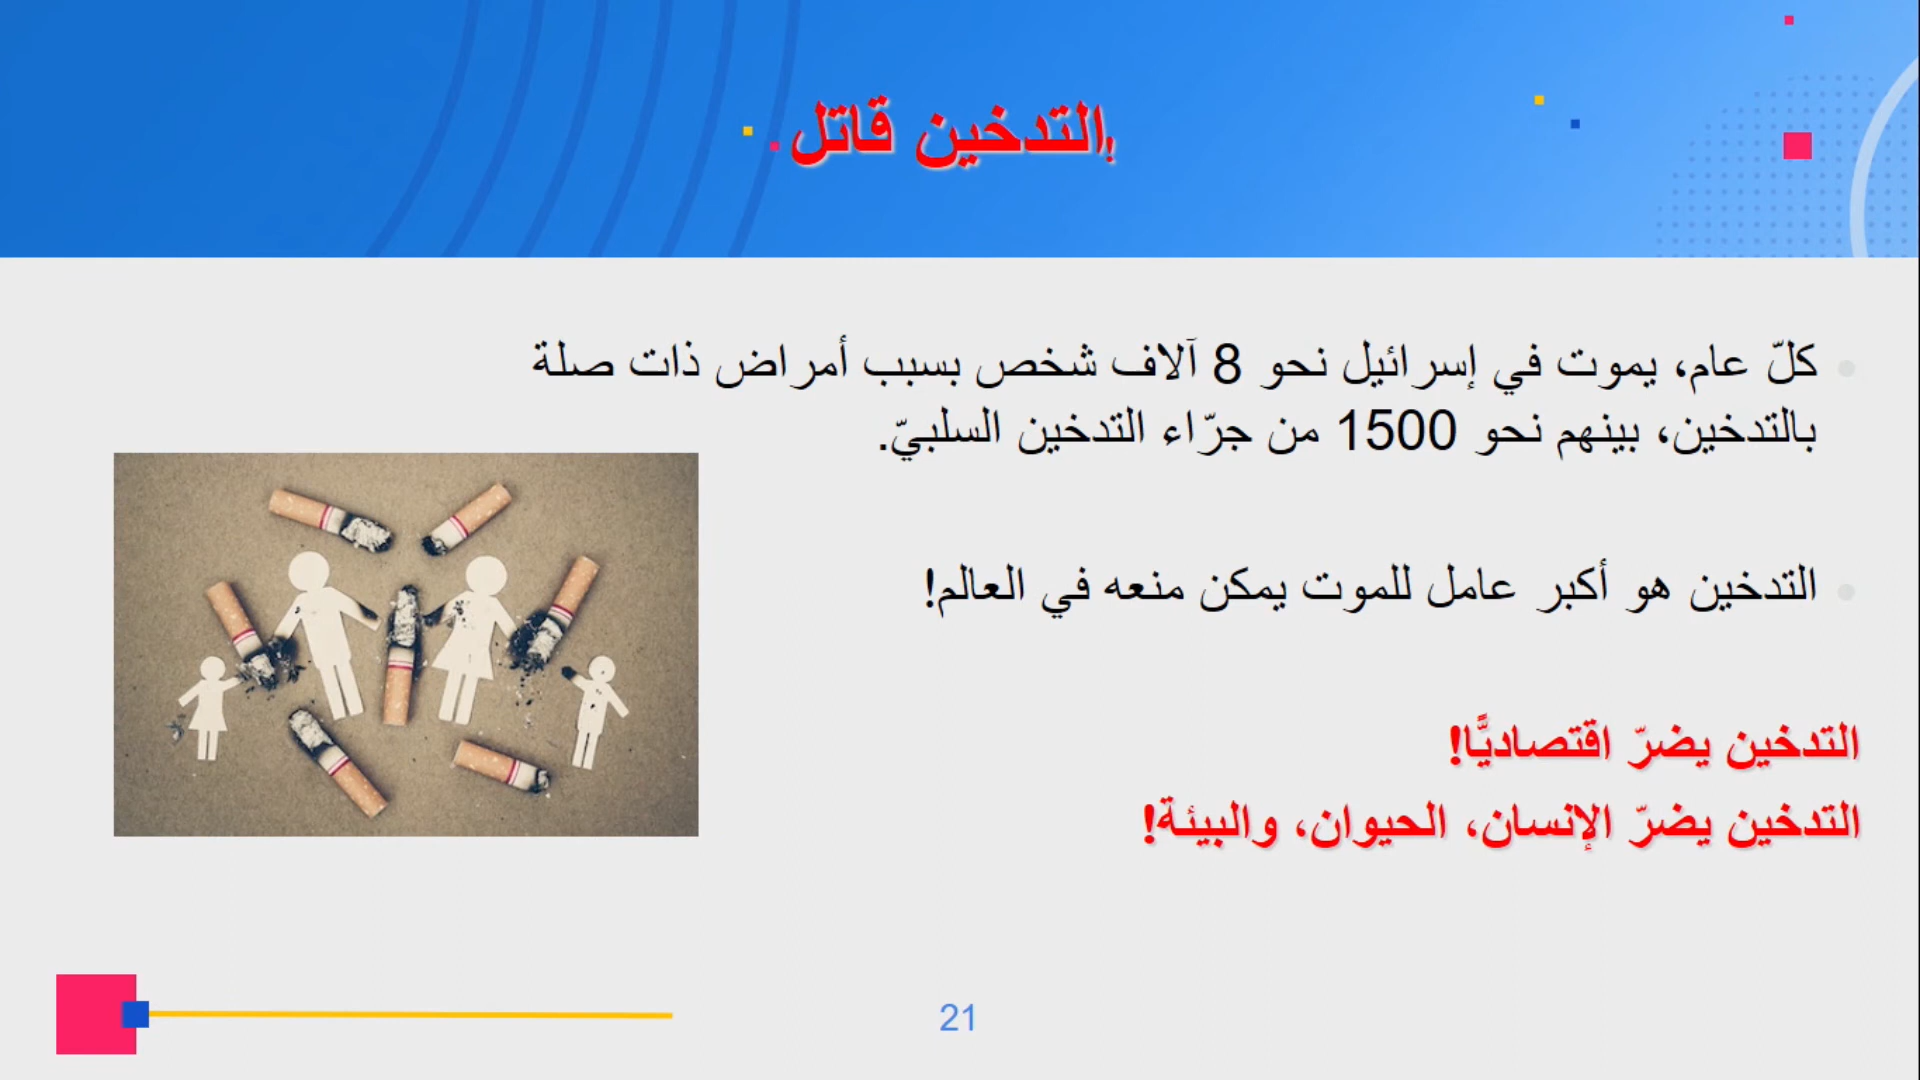 التدخين قاتل!
كلّ عام، يموت في إسرائيل نحو 8 آلاف شخص بسبب أمراض ذات صلة
بالتدخين، بينهم نحو 1500 من جرّاء التدخين السلبيّ.
التدخين هو أكبر عامل للموت يمكن منعه في العالم!
التدخين يضرّ اقتصاديًّا!
التدخين يضرّ الإنسان، الحيوان، والبيئة!
21